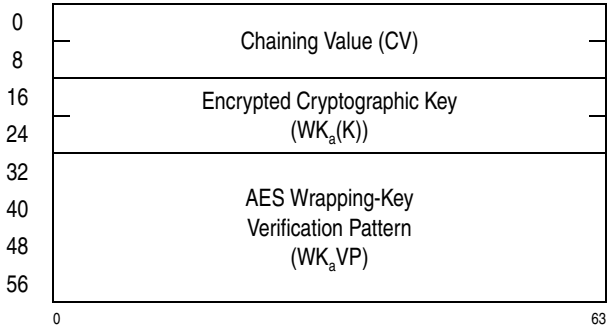 0
Chaining Value (CV)
8
16
Encrypted Cryptographic Key
24
(WKₐ(K))
32
AES Wrapping-Key
40
Verification Pattern
48
(WKₐVP)
56
0 63